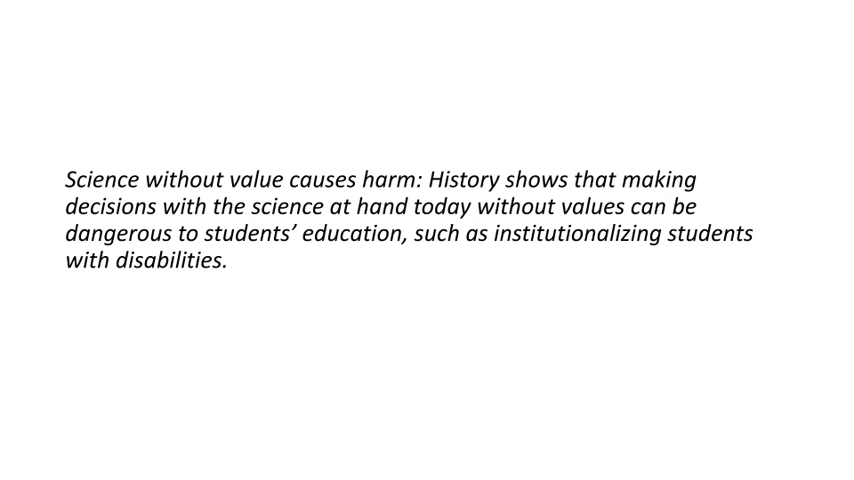 Science without value causes harm: History shows that making
decisions with the science at hand today without values can be
dangerous to students’ education, such as institutionalizing students
with disabilities.